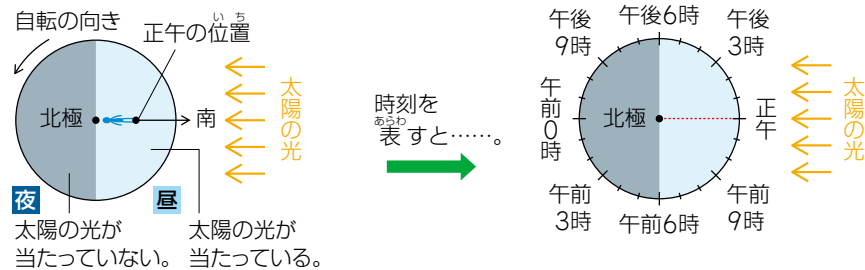 自転の向き
正午の位置
いち
北極
南
太陽の光
夜
昼
太陽の光が
当たっていない。
太陽の光が
当たっている。
時刻を
あらわ
表すと……。
午後
9時
午後6時
午後
3時
午前0時
北極
正午
太陽の光
午前
3時
午前6時
午前
9時